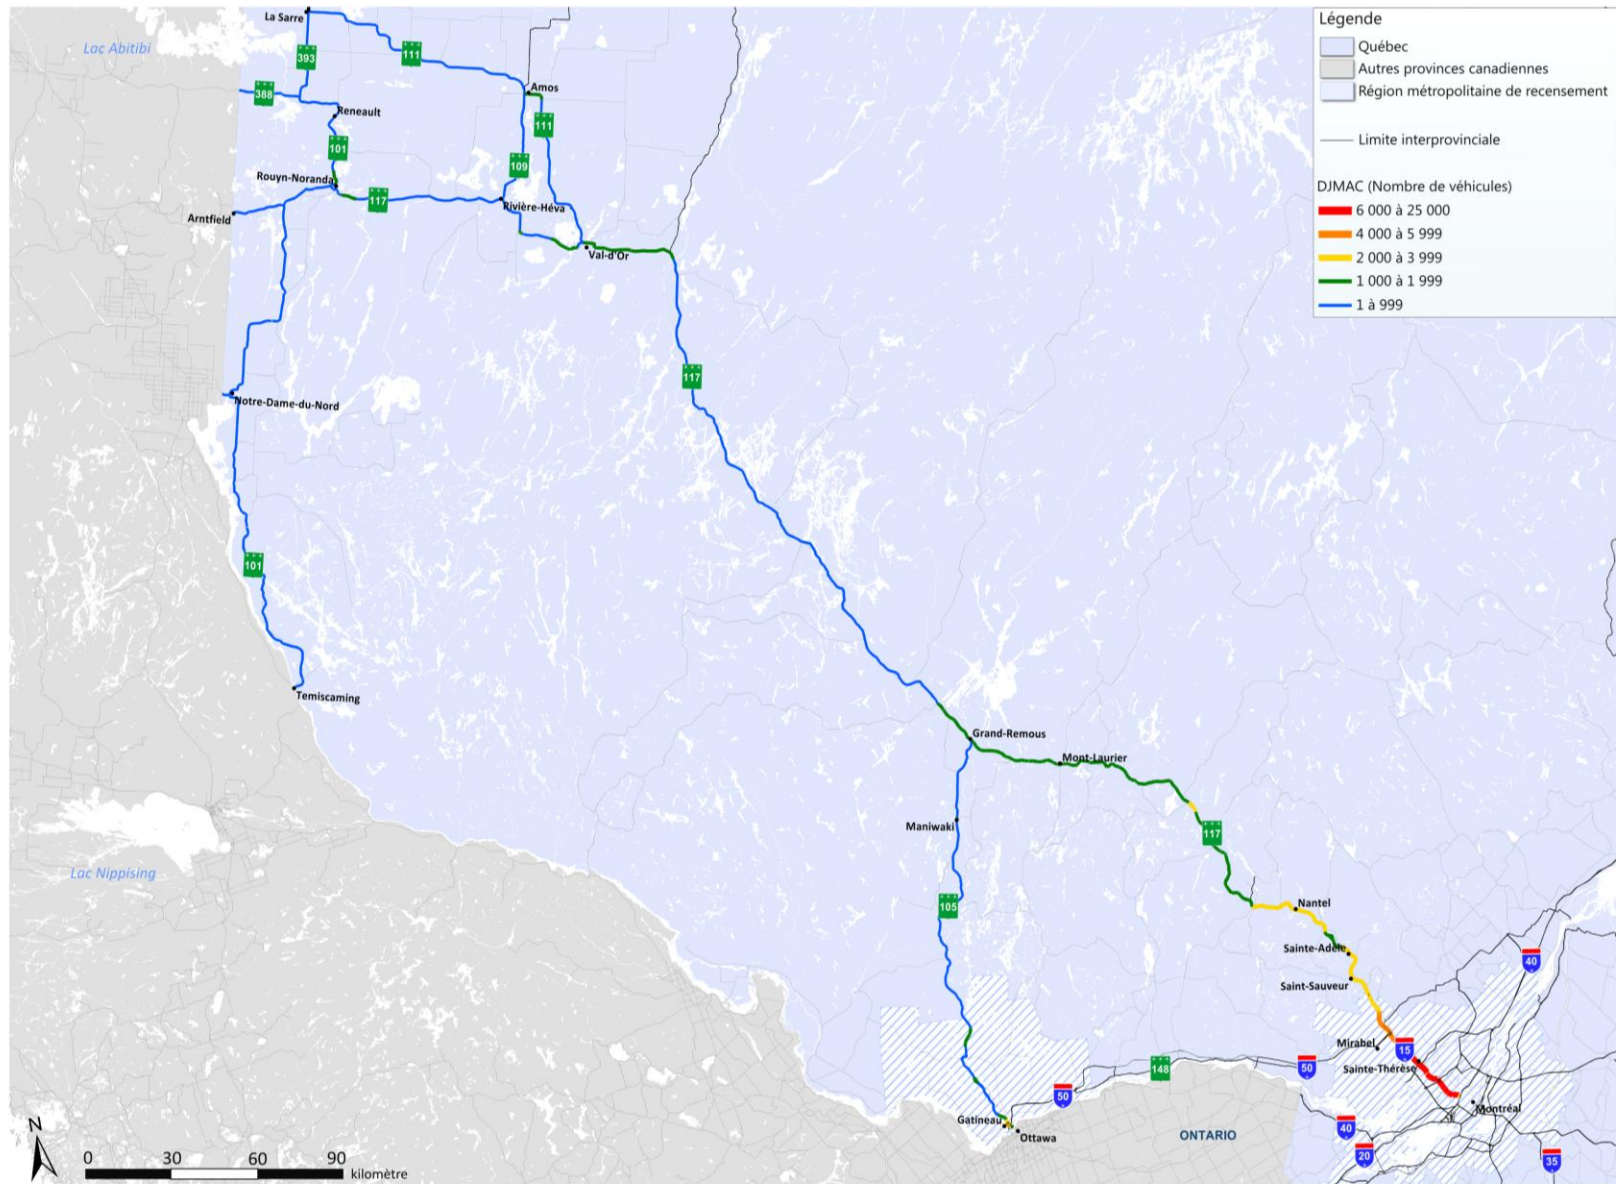 La Sarre
Lac Abitibi
393
111
388
Amos
Reneault
111
101
109
Rouyn-Noranda
117
Rivière-Héva
Arntfield
Val-d'Or
117
Notre-Dame-du-Nord
101
Temiscaming
Grand-Remous
Mont-Laurier
Maniwaki
117
Lac Nippising
105
Nantel
Sainte-Adèle
40
Saint-Sauveur
Mirabel
15
50
148
Sainte-Thérèse
50
Montréal
Gatineau
Ottawa
ONTARIO
40
20
35
N
0 30 60 90
kilomètre
Légende
Québec
Autres provinces canadiennes
Région métropolitaine de recensement
Limite interprovinciale
DJMAC (Nombre de véhicules)
6 000 à 25 000
4 000 à 5 999
2 000 à 3 999
1 000 à 1 999
1 à 999